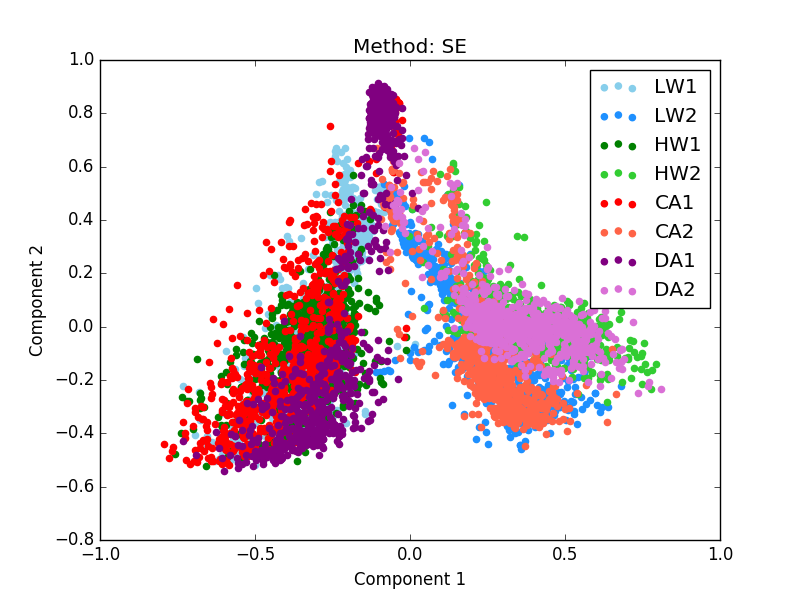 Method: SE
1.0
0.8
0.6
0.4
0.2
0.0
−0.2
−0.4
−0.6
−0.8
Component 2
LW1
LW2
HW1
HW2
CA1
CA2
DA1
DA2
−1.0 −0.5 0.0 0.5 1.0
Component 1